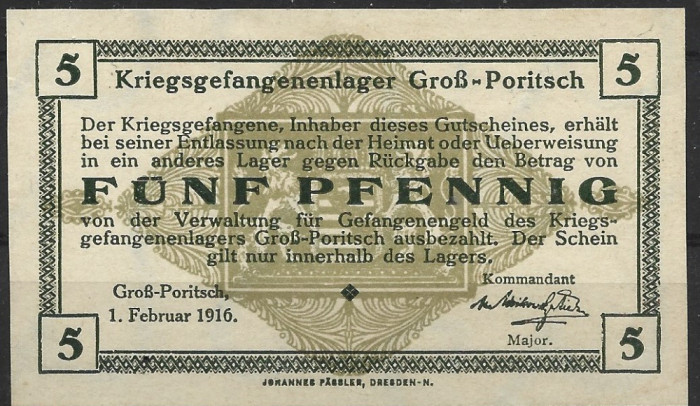 5 5
Kriegsgefangenenlager Groß-Poritsch
Der Kriegsgefangene, Inhaber dieses Gutscheines, erhält
bei seiner Entlassung nach der Heimat oder Ueberweisung
in ein anderes Lager gegen Rückgabe den Betrag von
FÜNF PFENNIG
von der Verwaltung für Gefangenengeld des Kriegs-
gefangenenlagers Groß-Poritsch ausbezahlt. Der Schein
gilt nur innerhalb des Lagers.
Kommandant
Groß-Poritsch,
1. Februar 1916.
Major.
5 5
JOHANNES PÄSSLER, DRESDEN-N.